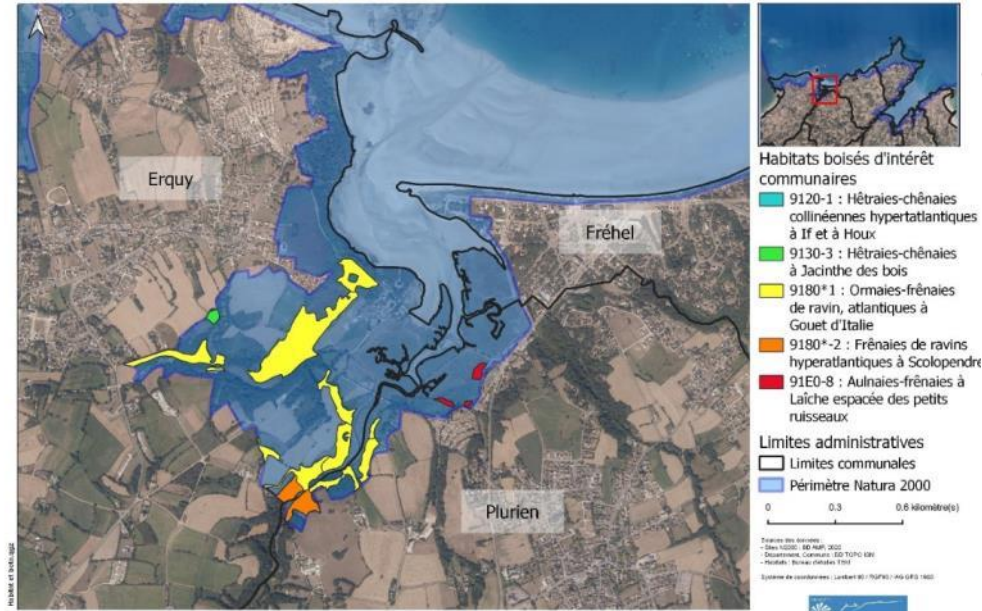 Erquy
Fréhel
Plurien
Habitats boisés d'intérêt
communaires
9120-1 : Hêtraies-chênaies
collinéennes hypertatlantiques
à If et à Houx
9130-3 : Hêtraies-chênaies
à Jacinthe des bois
9180*1 : Ormaies-frênaies
de ravin, atlantiques à
Gouet d'Italie
9180*-2 : Frênaies de ravins
hyperatlantiques à Scolopendre
91E0-8 : Aulnaies-frênaies à
Laîche espacée des petits
ruisseaux
Limites administratives
Limites communales
Périmètre Natura 2000
0 0.3 0.6 kilomètre(s)